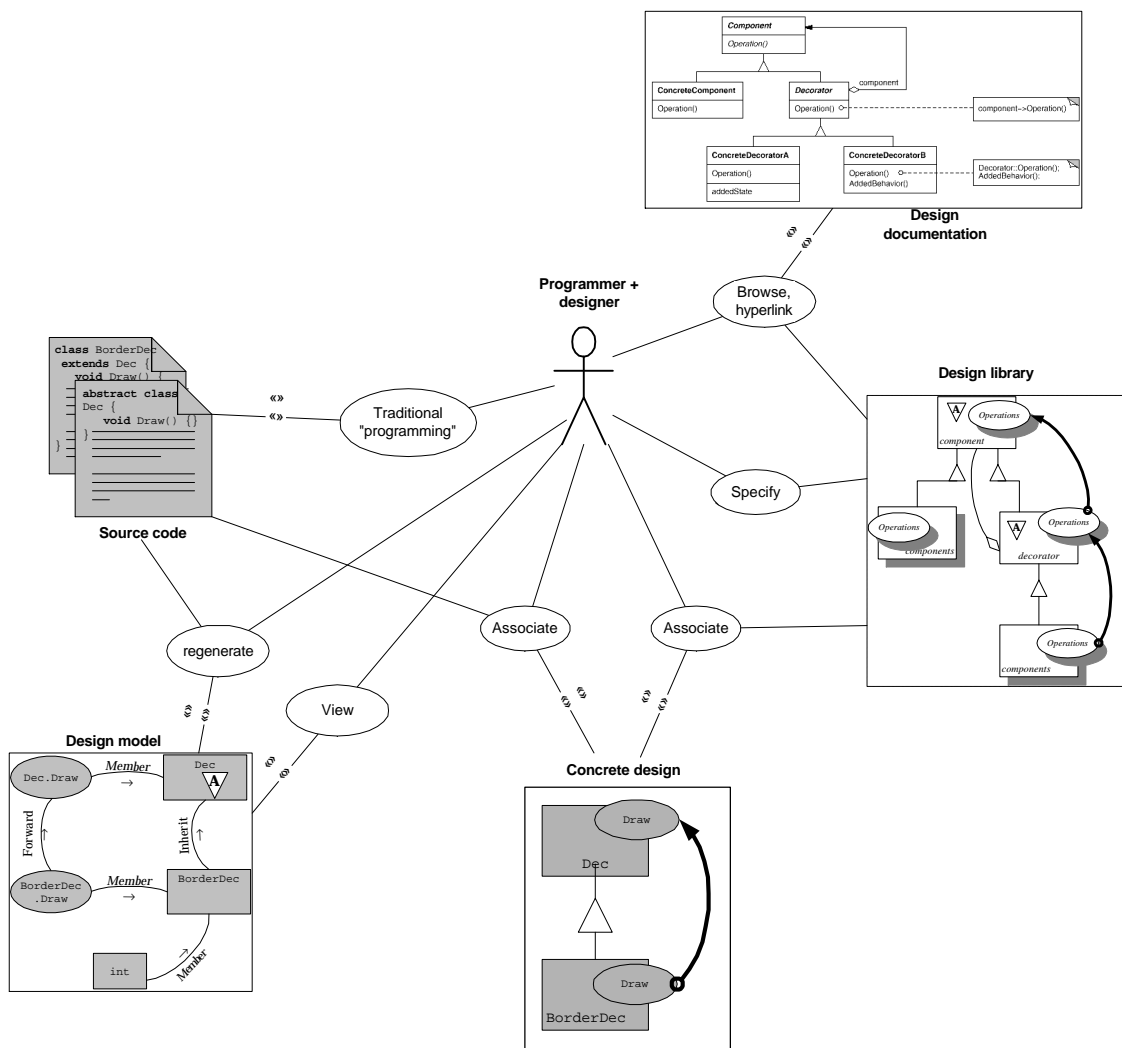 Component
Operation()
component
ConcreteComponent
Operation()
Decorator
Operation()
component->Operation()
ConcreteDecoratorA
Operation()
addedState
ConcreteDecoratorB
Operation()
AddedBehavior()
Decorator::Operation();
AddedBehavior();
Design
documentation
«»
«»
Programmer +
designer
Browse,
hyperlink
class BorderDec
extends Dec {
void Draw() {
}
abstract class
Dec {
void Draw() {}
}
Source code
«»
«»
Traditional
"programming"
Specify
Design library
A
Operations
component
Operations
components
A
Operations
decorator
Operations
components
Associate
Associate
regenerate
View
«»
«»
«»
«»
«»
«»
«»
«»
Design model
Dec.Draw
Member
→
Dec
A
Forward
→
Inherit
→
BorderDec
.Draw
Member
→
BorderDec
int
→
Member
Concrete design
Draw
Dec
Draw
BorderDec